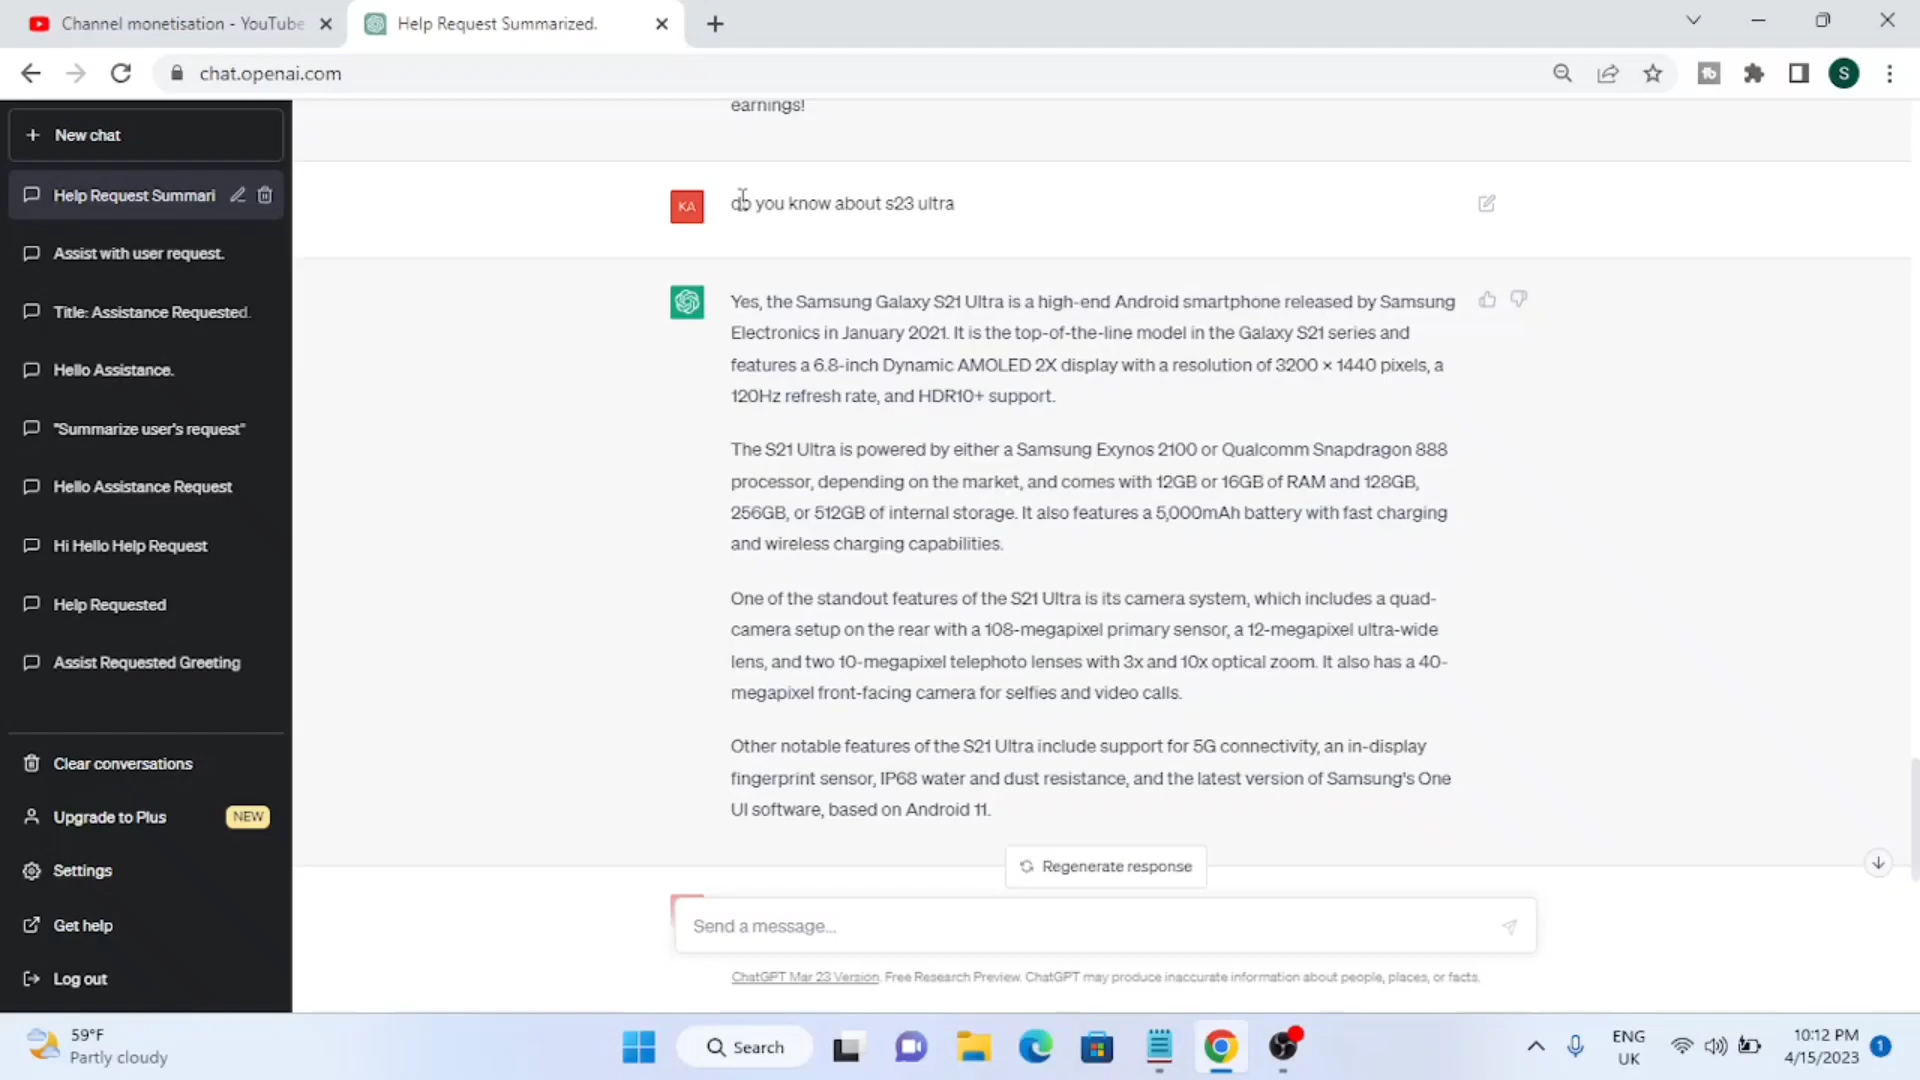 Channel monetisation - YouTube
Help Request Summarized.
chat.openai.com
S
New chat
Help Request Summari
Assist with user request.
Title: Assistance Requested.
Hello Assistance.
"Summarize user's request"
Hello Assistance Request
Hi Hello Help Request
Help Requested
Assist Requested Greeting
Clear conversations
Upgrade to Plus NEW
Settings
Get help
Log out
earnings!
KA
do you know about s23 ultra
Yes, the Samsung Galaxy S21 Ultra is a high-end Android smartphone released by Samsung
Electronics in January 2021. It is the top-of-the-line model in the Galaxy S21 series and
features a 6.8-inch Dynamic AMOLED 2X display with a resolution of 3200 × 1440 pixels, a
120Hz refresh rate, and HDR10+ support.
The S21 Ultra is powered by either a Samsung Exynos 2100 or Qualcomm Snapdragon 888
processor, depending on the market, and comes with 12GB or 16GB of RAM and 128GB,
256GB, or 512GB of internal storage. It also features a 5,000mAh battery with fast charging
and wireless charging capabilities.
One of the standout features of the S21 Ultra is its camera system, which includes a quad-
camera setup on the rear with a 108-megapixel primary sensor, a 12-megapixel ultra-wide
lens, and two 10-megapixel telephoto lenses with 3x and 10x optical zoom. It also has a 40-
megapixel front-facing camera for selfies and video calls.
Other notable features of the S21 Ultra include support for 5G connectivity, an in-display
fingerprint sensor, IP68 water and dust resistance, and the latest version of Samsung's One
UI software, based on Android 11.
Regenerate response
Send a message...
ChatGPT Mar 23 Version. Free Research Preview. ChatGPT may produce inaccurate information about people, places, or facts.
59°F
Partly cloudy
Search
ENG
UK
10:12 PM
4/15/2023
1